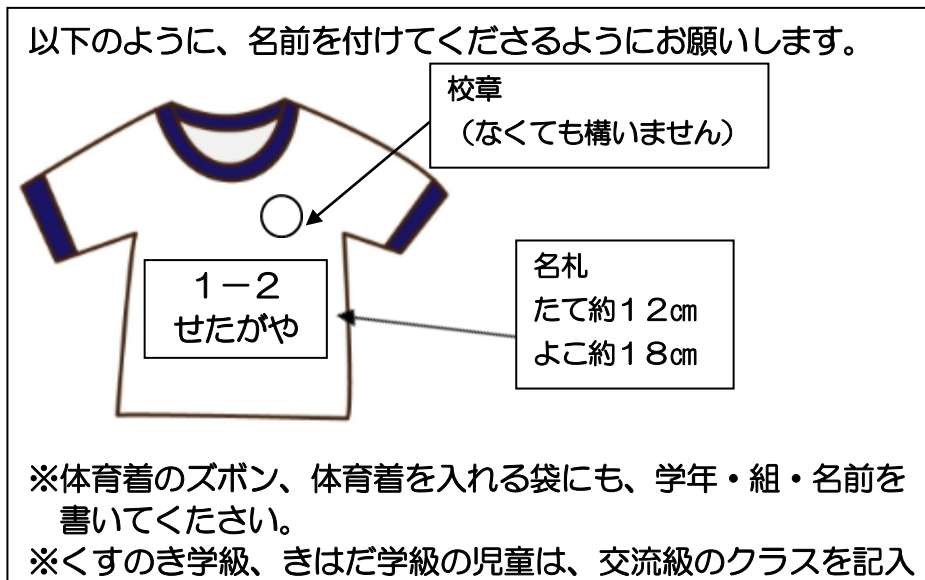 以下のように、名前を付けてくださるようにお願いします。
校章
（なくても構いません）
１－２
せたがや
名札
たて約１２㎝
よこ約１８㎝
※体育着のズボン、体育着を入れる袋にも、学年・組・名前を
書いてください。
※くすのき学級、きはだ学級の児童は、交流級のクラスを記入